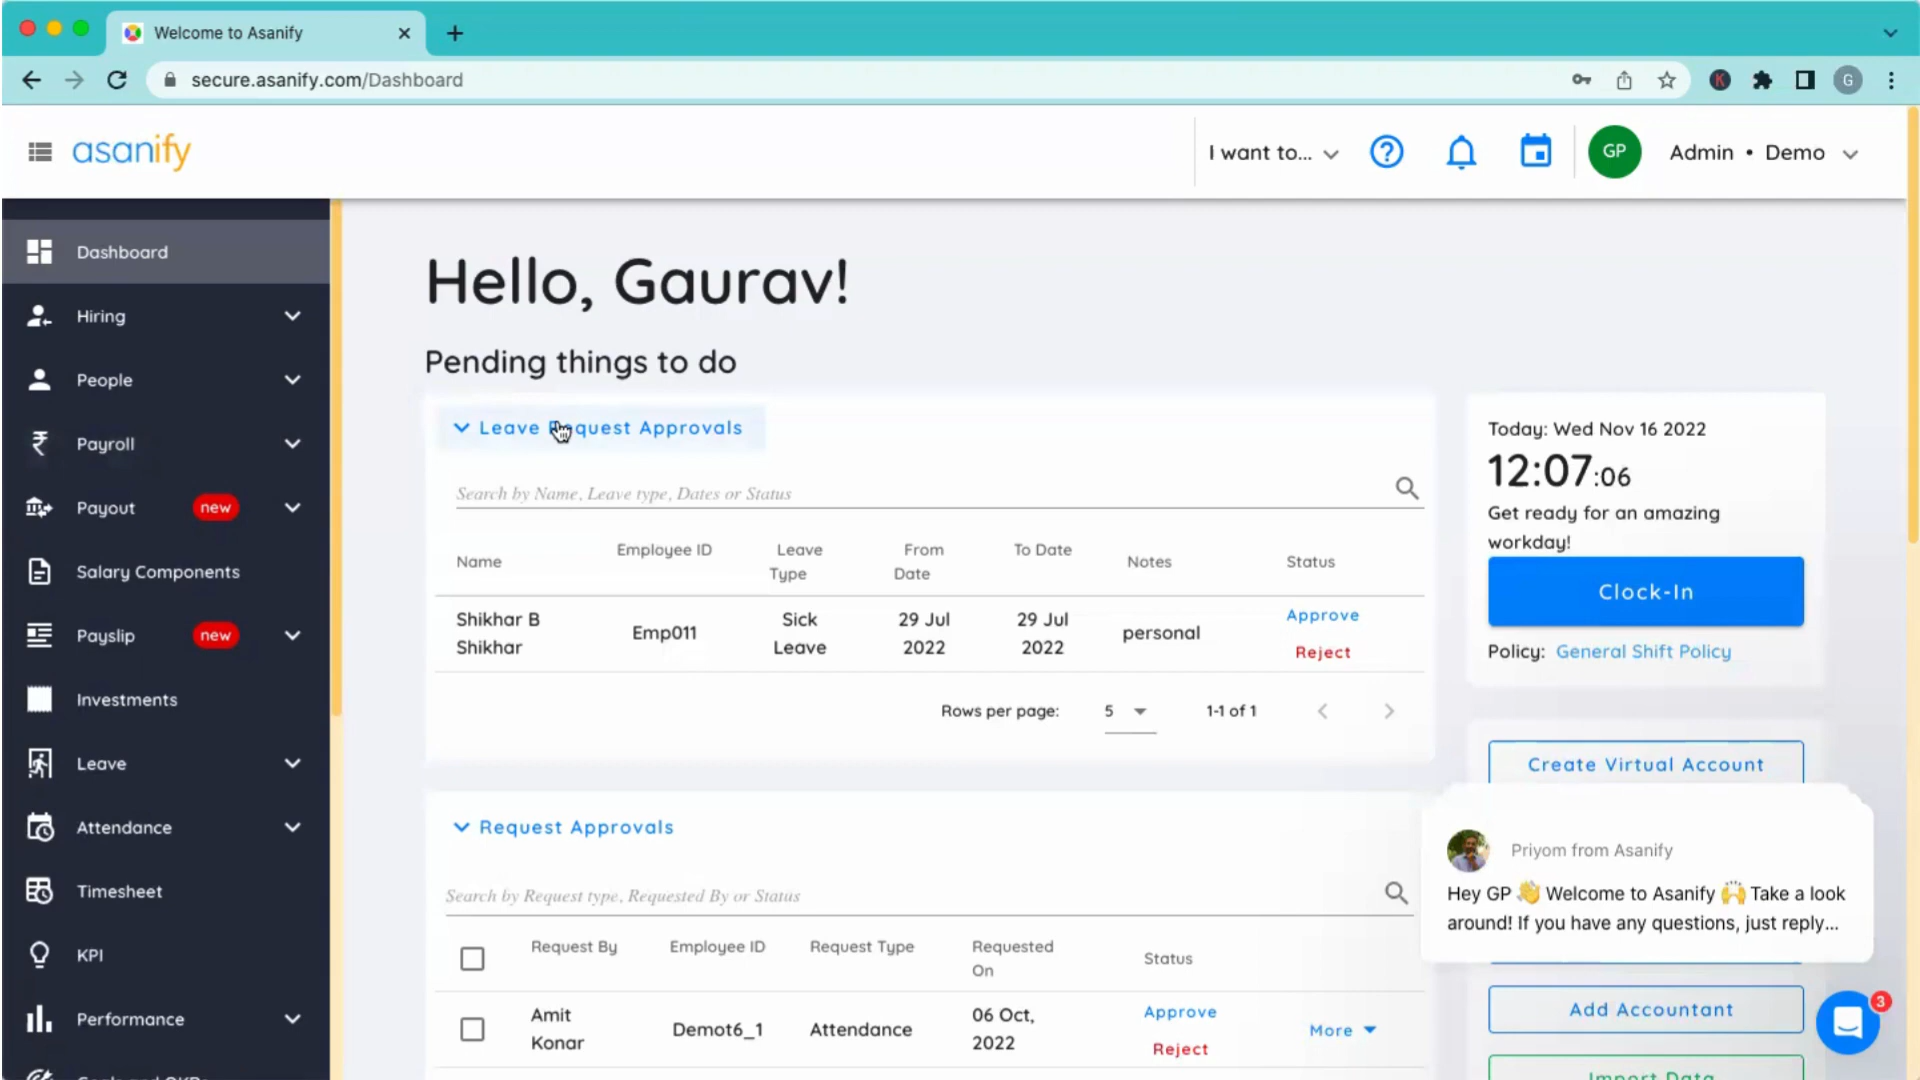 Welcome to Asanify
secure.asanify.com/Dashboard
K
G
asanify
I want to...
GP
Admin • Demo
Dashboard
Hiring
People
Payroll
Payout new
Salary Components
Payslip new
Investments
Leave
Attendance
Timesheet
KPI
Performance
Hello, Gaurav!
Pending things to do
Leave Request Approvals
Search by Name, Leave type, Dates or Status
Name Employee ID Leave Type From Date To Date Notes Status
Shikhar B Shikhar Emp011 Sick Leave 29 Jul 2022 29 Jul 2022 personal Approve
Reject
Rows per page: 5 1-1 of 1
Request Approvals
Search by Request type, Requested By or Status
Request By Employee ID Request Type Requested On Status
Amit Konar Demot6_1 Attendance 06 Oct, 2022 Approve
Reject
More
Today: Wed Nov 16 2022
12:07:06
Get ready for an amazing
workday!
Clock-In
Policy: General Shift Policy
Create Virtual Account
Priyom from Asanify
Hey GP 👋 Welcome to Asanify 🙌 Take a look
around! If you have any questions, just reply...
Add Accountant
3
Import Data